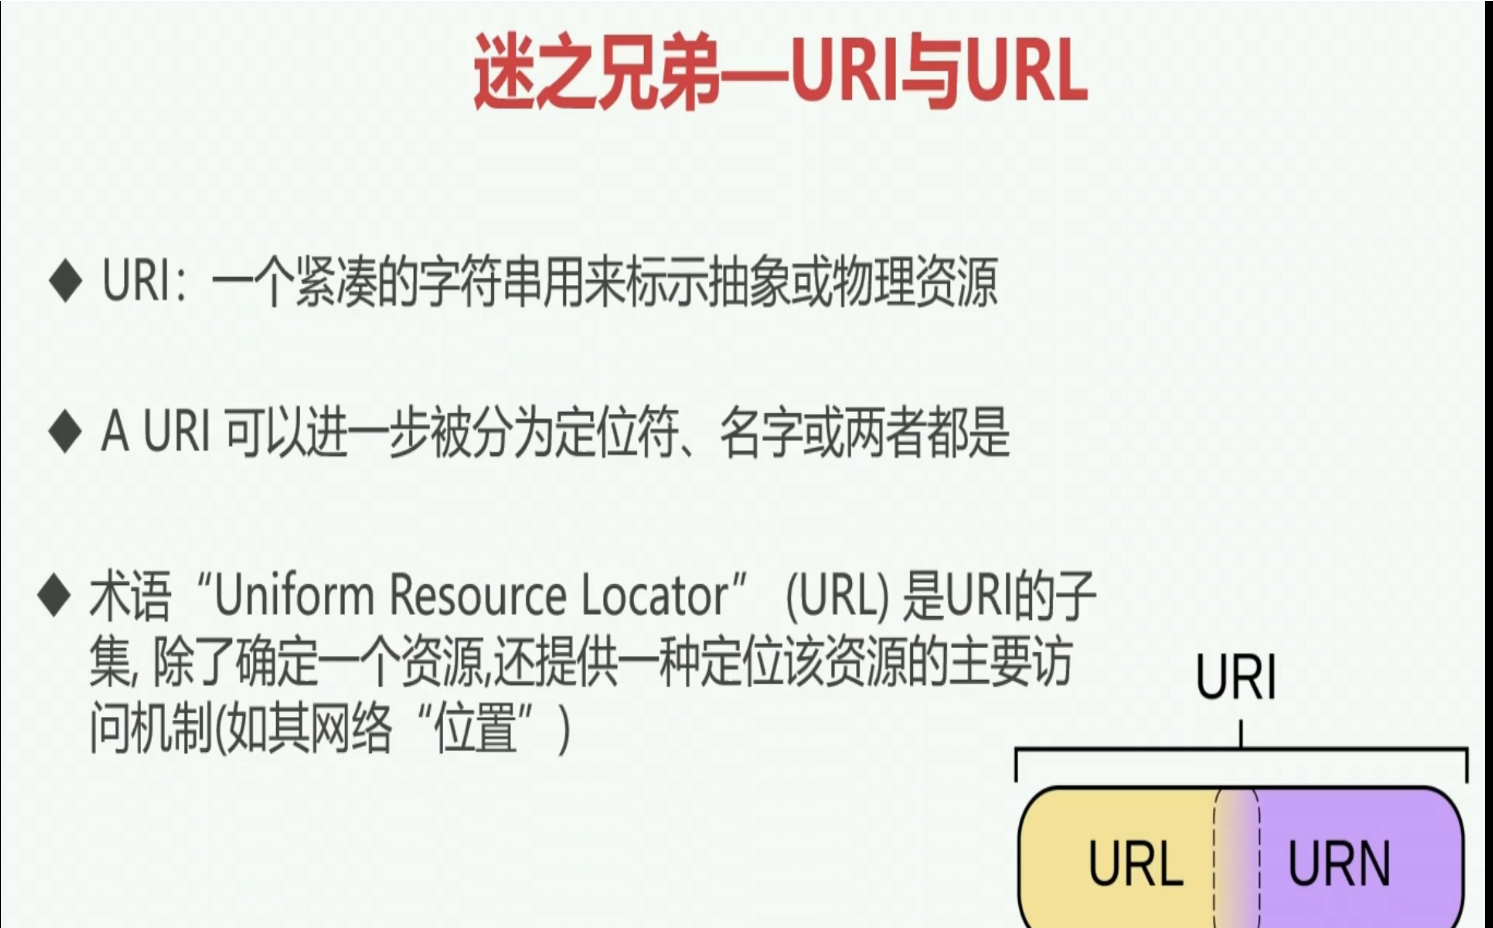 迷之兄弟—URI与URL
◆ URI：一个紧凑的字符串用来标示抽象或物理资源
◆ A URI 可以进一步被分为定位符、名字或两者都是
◆ 术语“Uniform Resource Locator” (URL) 是URI的子
集, 除了确定一个资源,还提供一种定位该资源的主要访
问机制(如其网络“位置”)
URI
URL
URN